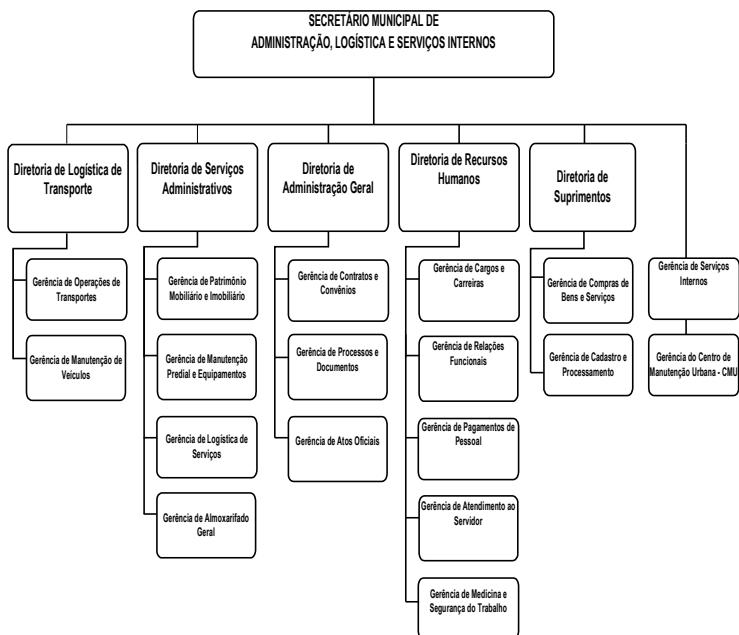 SECRETÁRIO MUNICIPAL DE
ADMINISTRAÇÃO, LOGÍSTICA E SERVIÇOS INTERNOS
Diretoria de Logística de
Transporte
Diretoria de Serviços
Administrativos
Diretoria de
Administração Geral
Diretoria de Recursos
Humanos
Diretoria de
Suprimentos
Gerência de Operações de
Transportes
Gerência de Manutenção de
Veículos
Gerência de Patrimônio
Mobiliário e Imobiliário
Gerência de Manutenção
Predial e Equipamentos
Gerência de Logística de
Serviços
Gerência de Almoxarifado
Geral
Gerência de Contratos e
Convênios
Gerência de Processos e
Documentos
Gerência de Atos Oficiais
Gerência de Cargos e
Carreiras
Gerência de Relações
Funcionais
Gerência de Pagamentos de
Pessoal
Gerência de Atendimento ao
Servidor
Gerência de Medicina e
Segurança do Trabalho
Gerência de Compras de
Bens e Serviços
Gerência de Cadastro e
Processamento
Gerência de Serviços
Internos
Gerência do Centro de
Manutenção Urbana - CMU